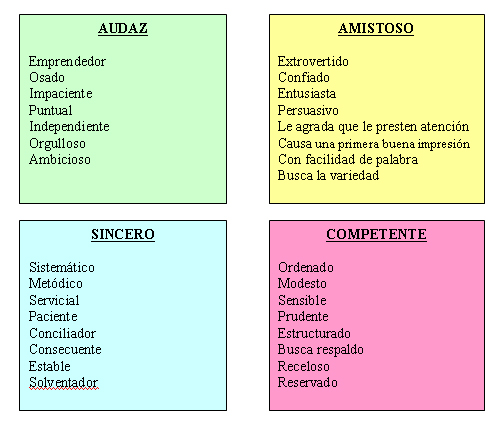 AUDAZ
Emprendedor
Osado
Impaciente
Puntual
Independiente
Orgulloso
Ambicioso
AMISTOSO
Extrovertido
Confiado
Entusiasta
Persuasivo
Le agrada que le presten atención
Causa una primera buena impresión
Con facilidad de palabra
Busca la variedad
SINCERO
Sistemático
Metódico
Servicial
Paciente
Conciliador
Consecuente
Estable
Solventador
COMPETENTE
Ordenado
Modesto
Sensible
Prudente
Estructurado
Busca respaldo
Receloso
Reservado